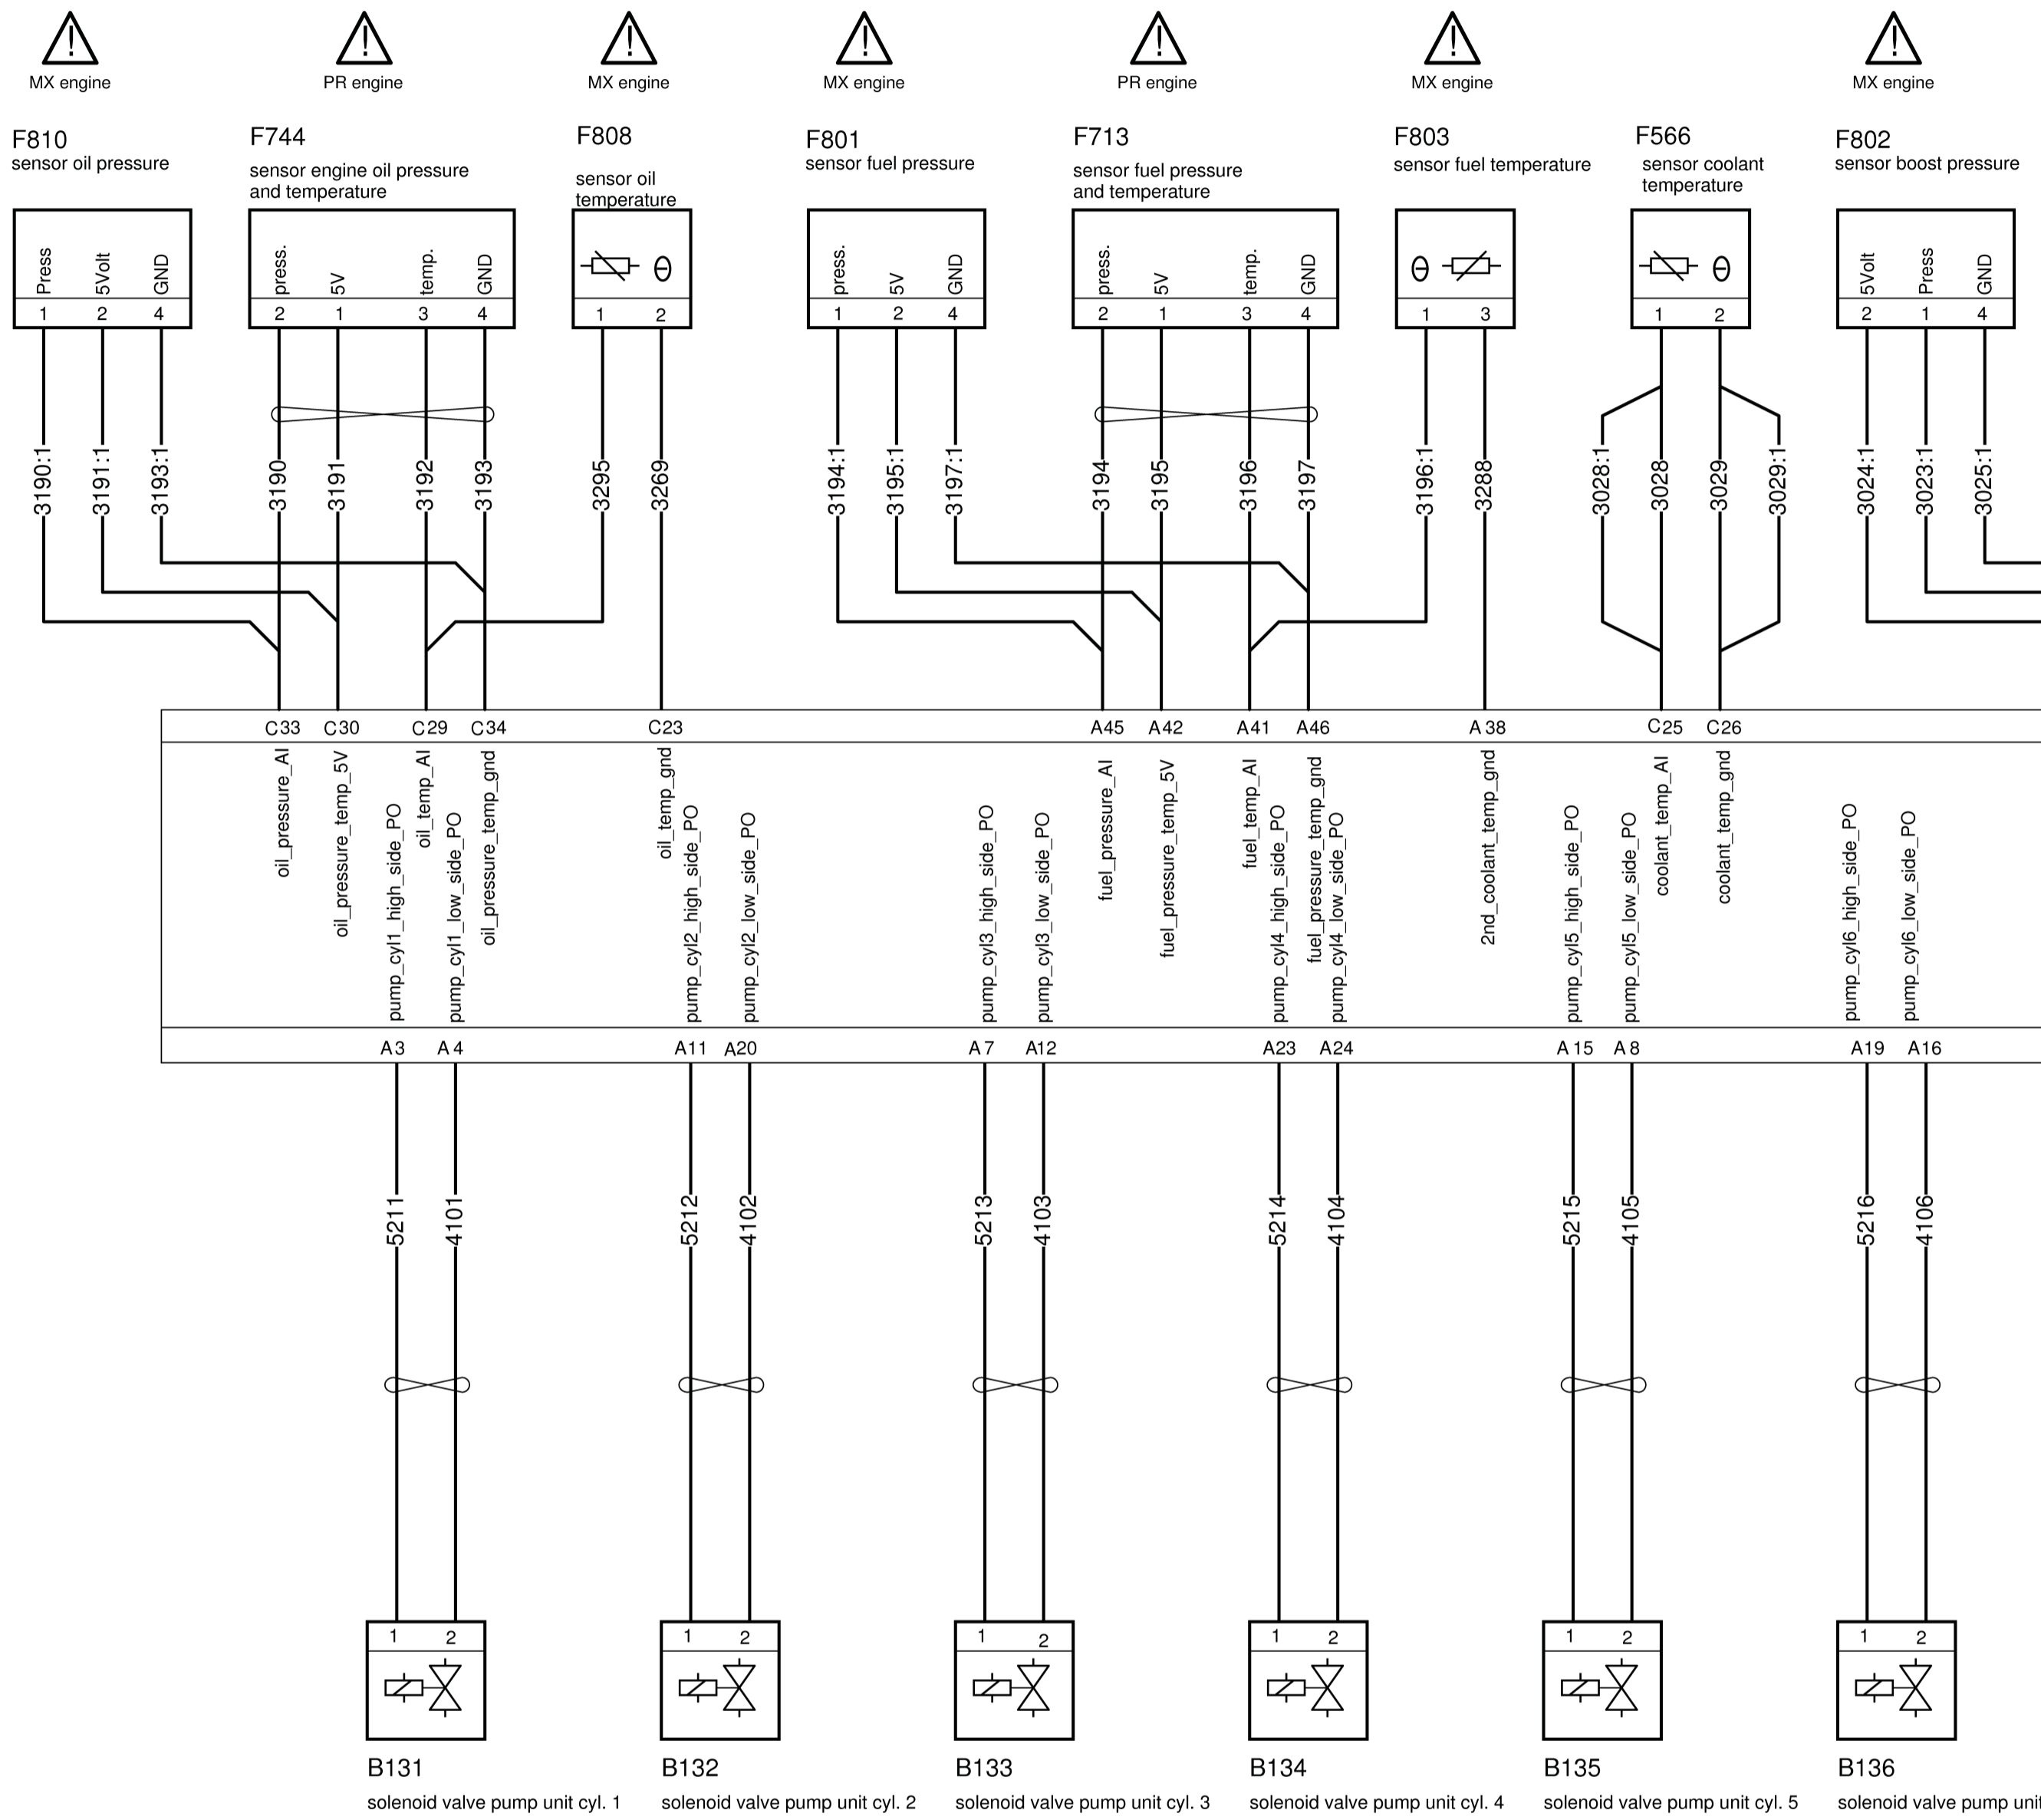 MX engine
PR engine
MX engine
MX engine
PR engine
MX engine
MX engine
F810
sensor oil pressure
F744
sensor engine oil pressure
and temperature
F808
sensor oil
temperature
F801
sensor fuel pressure
F713
sensor fuel pressure
and temperature
F803
sensor fuel temperature
F566
sensor coolant
temperature
F802
sensor boost pressure
Press 5Volt GND
1 2 4
press. 5V temp. GND
2 1 3 4
1 2
press. 5V GND
1 2 4
press. 5V temp. GND
2 1 3 4
1 3
1 2
5Volt Press GND
2 1 4
3190:1 3191:1 3193:1 3190 3191 3192 3193 3295 3269 3194:1 3195:1 3197:1 3194 3195 3196 3197 3196:1 3288 3028:1 3028 3029 3029:1 3024:1 3023:1 3025:1
C33 C30 C29 C34 C23 A45 A42 A41 A46 A38 C25 C26
oil_pressure_AI
oil_pressure_temp_5V
pump_cyl1_high_side_PO
oil_temp_AI
pump_cyl1_low_side_PO
oil_pressure_temp_gnd
oil_temp_gnd
pump_cyl2_high_side_PO
pump_cyl2_low_side_PO
pump_cyl3_high_side_PO
pump_cyl3_low_side_PO
fuel_pressure_AI
fuel_pressure_temp_5V
fuel_temp_AI
pump_cyl4_high_side_PO
fuel_pressure_temp_gnd
pump_cyl4_low_side_PO
2nd_coolant_temp_gnd
pump_cyl5_high_side_PO
pump_cyl5_low_side_PO
coolant_temp_AI
coolant_temp_gnd
pump_cyl6_high_side_PO
pump_cyl6_low_side_PO
A3 A4 A11 A20 A7 A12 A23 A24 A15 A8 A19 A16
5211 4101 5212 4102 5213 4103 5214 4104 5215 4105 5216 4106
1 2
1 2
1 2
1 2
1 2
1 2
B131
solenoid valve pump unit cyl. 1
B132
solenoid valve pump unit cyl. 2
B133
solenoid valve pump unit cyl. 3
B134
solenoid valve pump unit cyl. 4
B135
solenoid valve pump unit cyl. 5
B136
solenoid valve pump unit